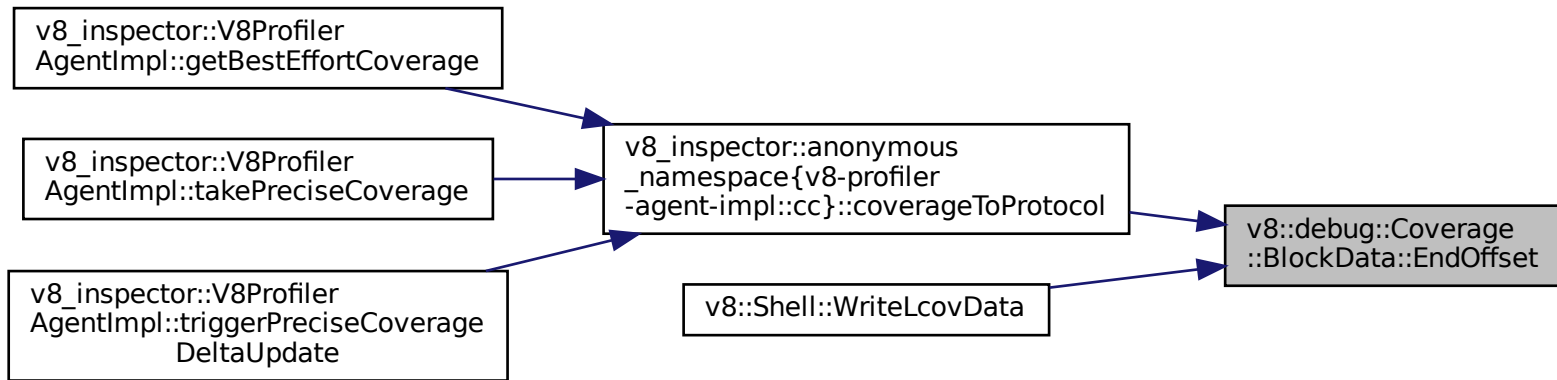 v8_inspector::V8Profiler
AgentImpl::getBestEffortCoverage
v8_inspector::V8Profiler
AgentImpl::takePreciseCoverage
v8_inspector::V8Profiler
AgentImpl::triggerPreciseCoverage
DeltaUpdate
v8_inspector::anonymous
_namespace{v8-profiler
-agent-impl::cc}::coverageToProtocol
v8::Shell::WriteLcovData
v8::debug::Coverage
::BlockData::EndOffset